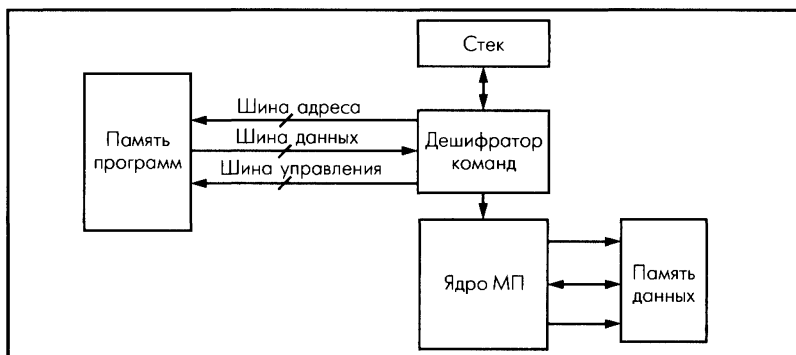 Стек
Шина адреса
Память
программ
Шина данных
Дешифратор
команд
Шина управления
Ядро МП
Память
данных